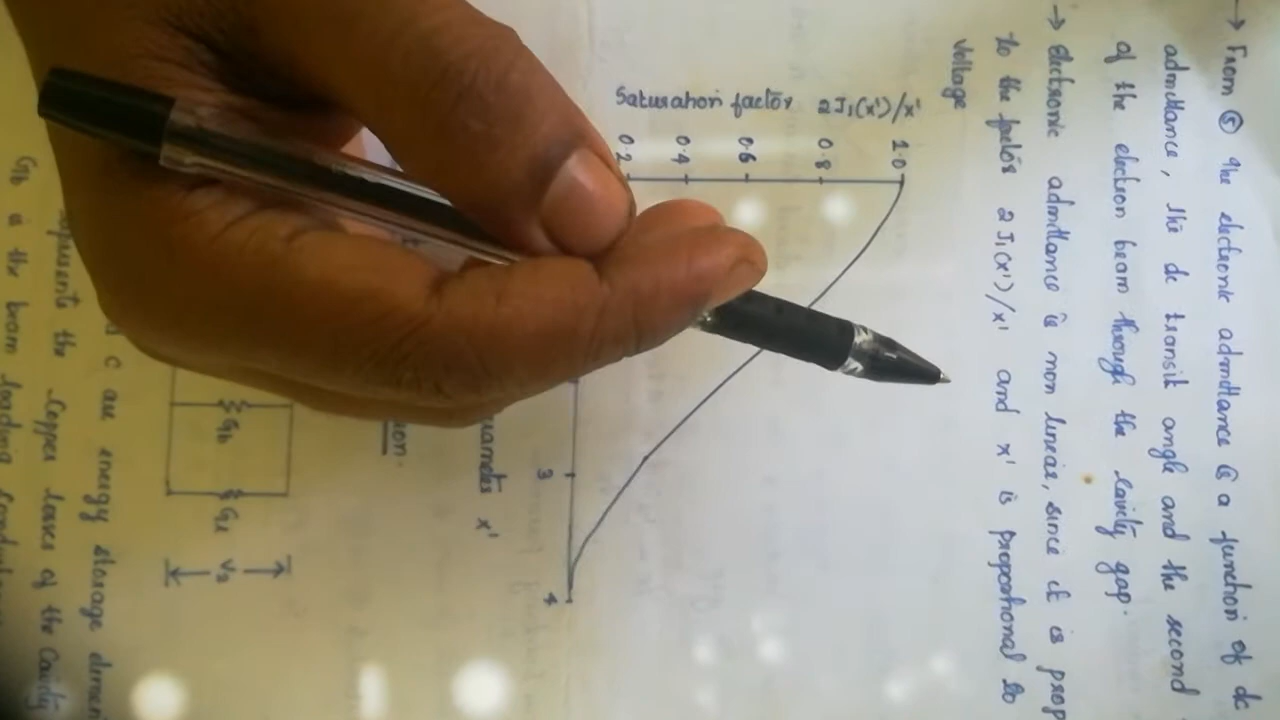 → From ⑤ the electronic admittance is a function of dc
admittance, the dc transit angle and the second
of the electron beam through the cavity gap.
→ Electronic admittance is non linear, since it is prop
to the factor 2J₁(x')/x' and x' is proportional to
voltage
Saturation factor 2J₁(x')/x'
1.0
0.8
0.6
0.4
0.2
3
4
x'
Gb
GL
V2
C are energy storage
the copper losses of the cavity
Gb is the beam loading